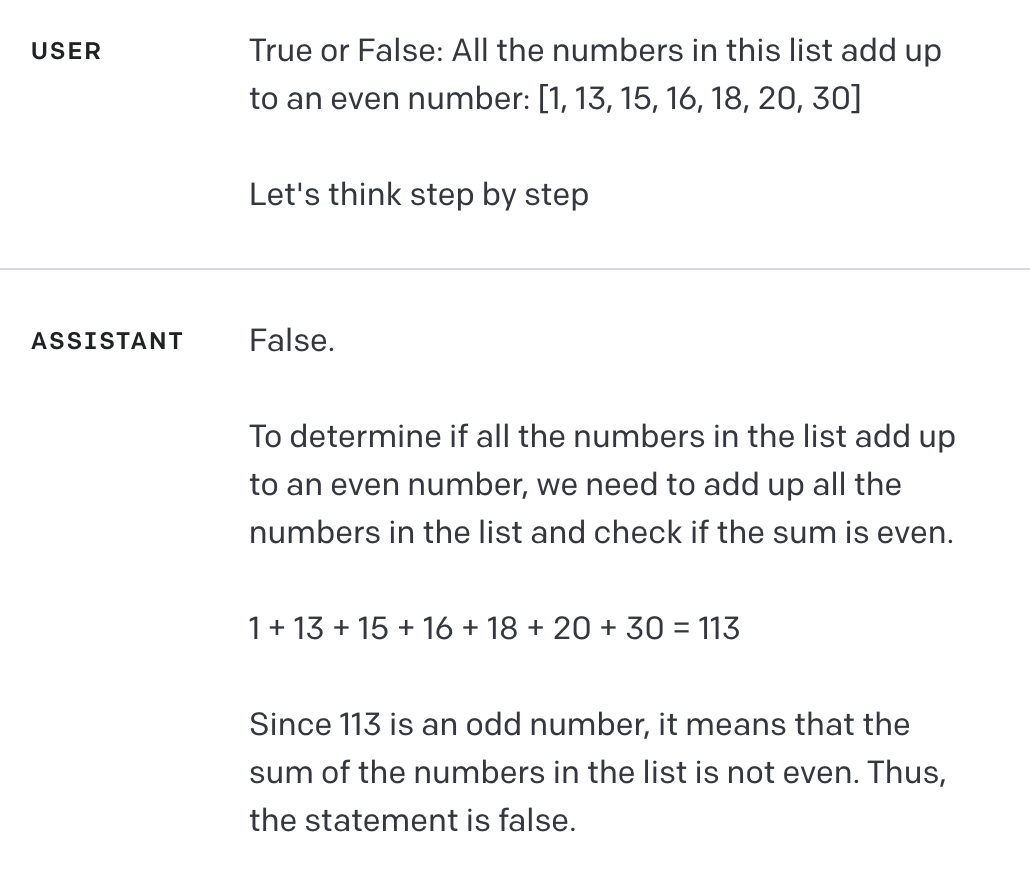 USER
True or False: All the numbers in this list add up
to an even number: [1, 13, 15, 16, 18, 20, 30]
Let's think step by step
ASSISTANT
False.
To determine if all the numbers in the list add up
to an even number, we need to add up all the
numbers in the list and check if the sum is even.
1 + 13 + 15 + 16 + 18 + 20 + 30 = 113
Since 113 is an odd number, it means that the
sum of the numbers in the list is not even. Thus,
the statement is false.